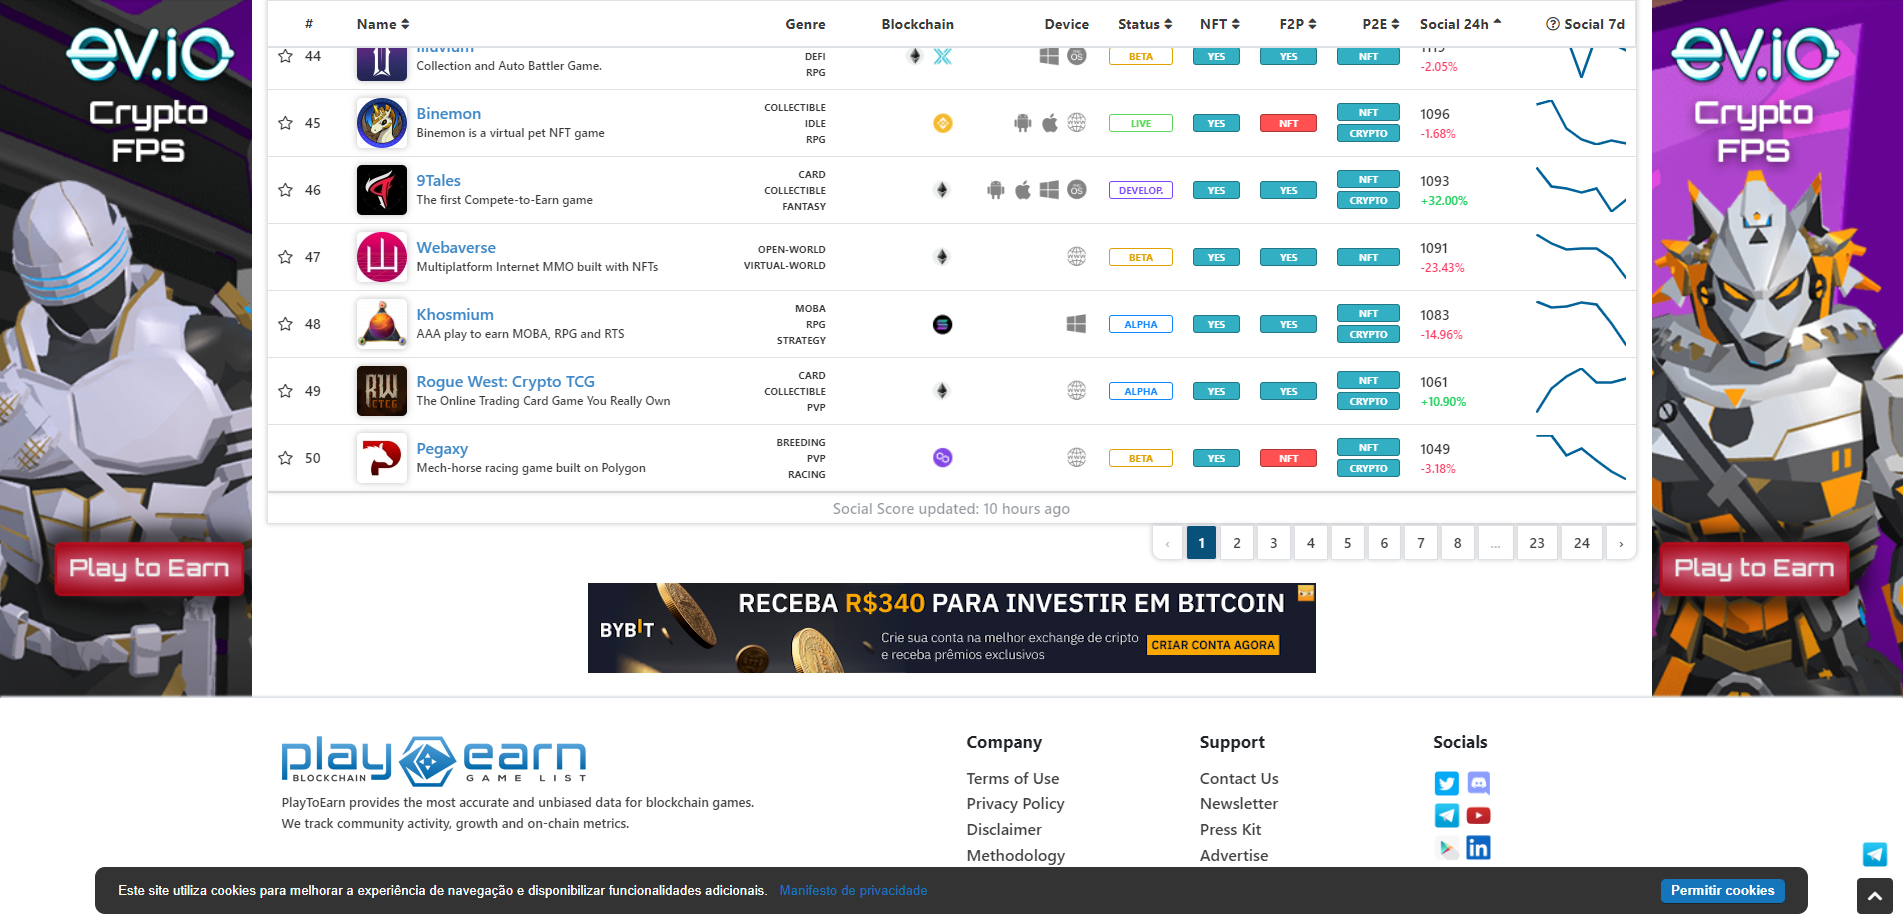 ev.io
Crypto
FPS
Play to Earn
# Name Genre Blockchain Device Status NFT F2P P2E Social 24h Social 7d
44 Illuvium DEFI BETA YES YES NFT 1119
Collection and Auto Battler Game. RPG -2.05%
45 Binemon COLLECTIBLE LIVE YES NFT NFT 1096
Binemon is a virtual pet NFT game IDLE CRYPTO -1.68%
RPG
46 9Tales CARD DEVELOP. YES YES NFT 1093
The first Compete-to-Earn game COLLECTIBLE CRYPTO +32.00%
FANTASY
47 Webaverse OPEN-WORLD BETA YES YES NFT 1091
Multiplatform Internet MMO built with NFTs VIRTUAL-WORLD -23.43%
48 Khosmium MOBA ALPHA YES YES NFT 1083
AAA play to earn MOBA, RPG and RTS RPG CRYPTO -14.96%
STRATEGY
49 Rogue West: Crypto TCG CARD ALPHA YES YES NFT 1061
The Online Trading Card Game You Really Own COLLECTIBLE CRYPTO +10.90%
PVP
50 Pegaxy BREEDING BETA YES NFT NFT 1049
Mech-horse racing game built on Polygon PVP CRYPTO -3.18%
RACING
Social Score updated: 10 hours ago
‹ 1 2 3 4 5 6 7 8 ... 23 24 ›
ev.io
Crypto
FPS
Play to Earn
RECEBA R$340 PARA INVESTIR EM BITCOIN
BYBIT
Crie sua conta na melhor exchange de cripto
e receba prêmios exclusivos
CRIAR CONTA AGORA
play earn
BLOCKCHAIN GAME LIST
PlayToEarn provides the most accurate and unbiased data for blockchain games.
We track community activity, growth and on-chain metrics.
Company
Terms of Use
Privacy Policy
Disclaimer
Methodology
Support
Contact Us
Newsletter
Press Kit
Advertise
Socials
in
Este site utiliza cookies para melhorar a experiência de navegação e disponibilizar funcionalidades adicionais. Manifesto de privacidade
Permitir cookies